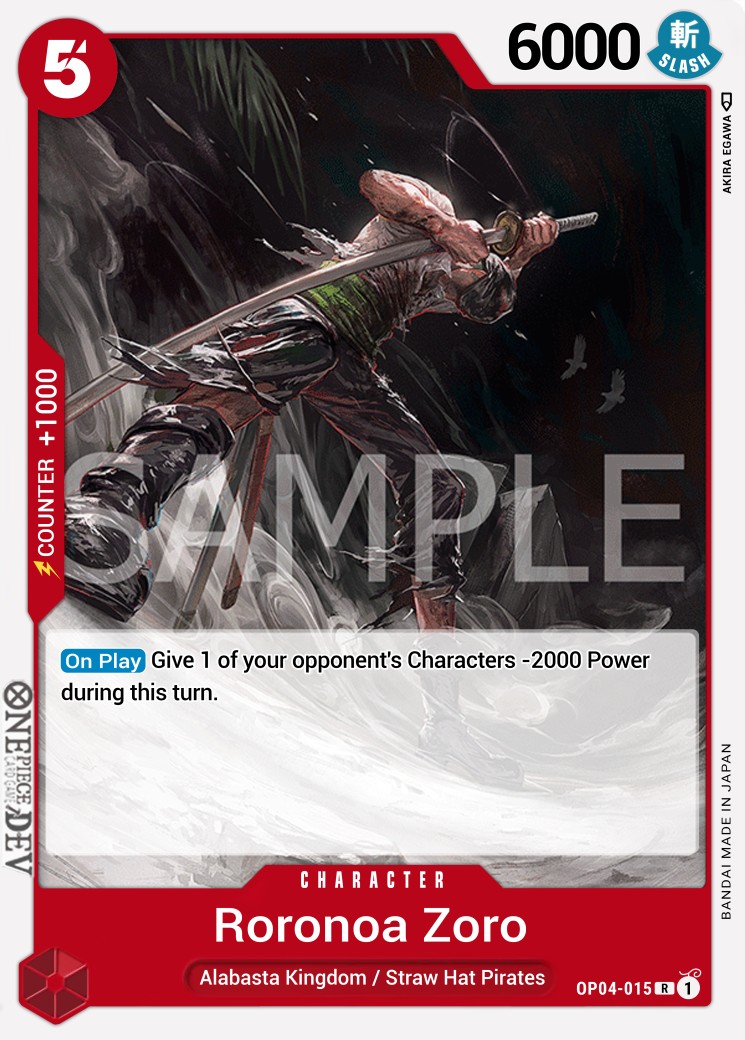 5
6000
斬
SLASH
AKIRA EGAWA
COUNTER +1000
SAMPLE
On Play Give 1 of your opponent's Characters -2000 Power
during this turn.
ONE PIECE
CARD GAME
DEV
BANDAI MADE IN JAPAN
CHARACTER
Roronoa Zoro
Alabasta Kingdom / Straw Hat Pirates
OP04-015 R 1